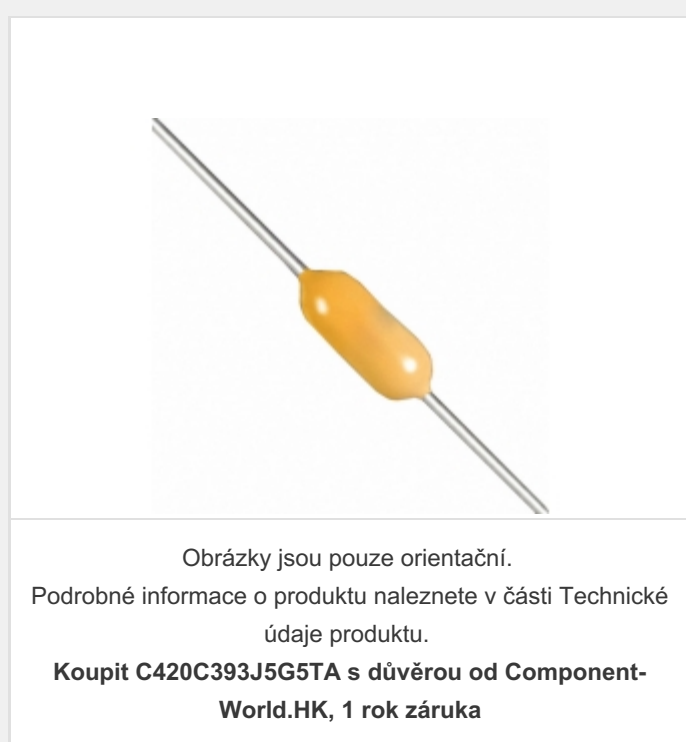 Obrázky jsou pouze orientační.
Podrobné informace o produktu naleznete v části Technické
údaje produktu.
Koupit C420C393J5G5TA s důvěrou od Component-
World.HK, 1 rok záruka